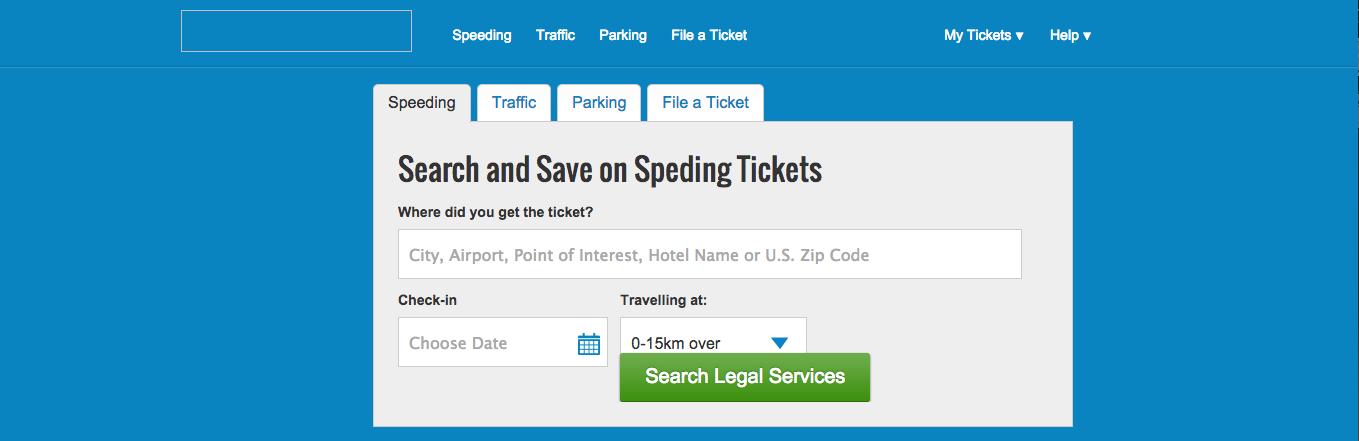 Speeding Traffic Parking File a Ticket My Tickets ▾ Help ▾
Speeding Traffic Parking File a Ticket
Search and Save on Speding Tickets
Where did you get the ticket?
City, Airport, Point of Interest, Hotel Name or U.S. Zip Code
Check-in Travelling at:
Choose Date 0-15km over
Search Legal Services